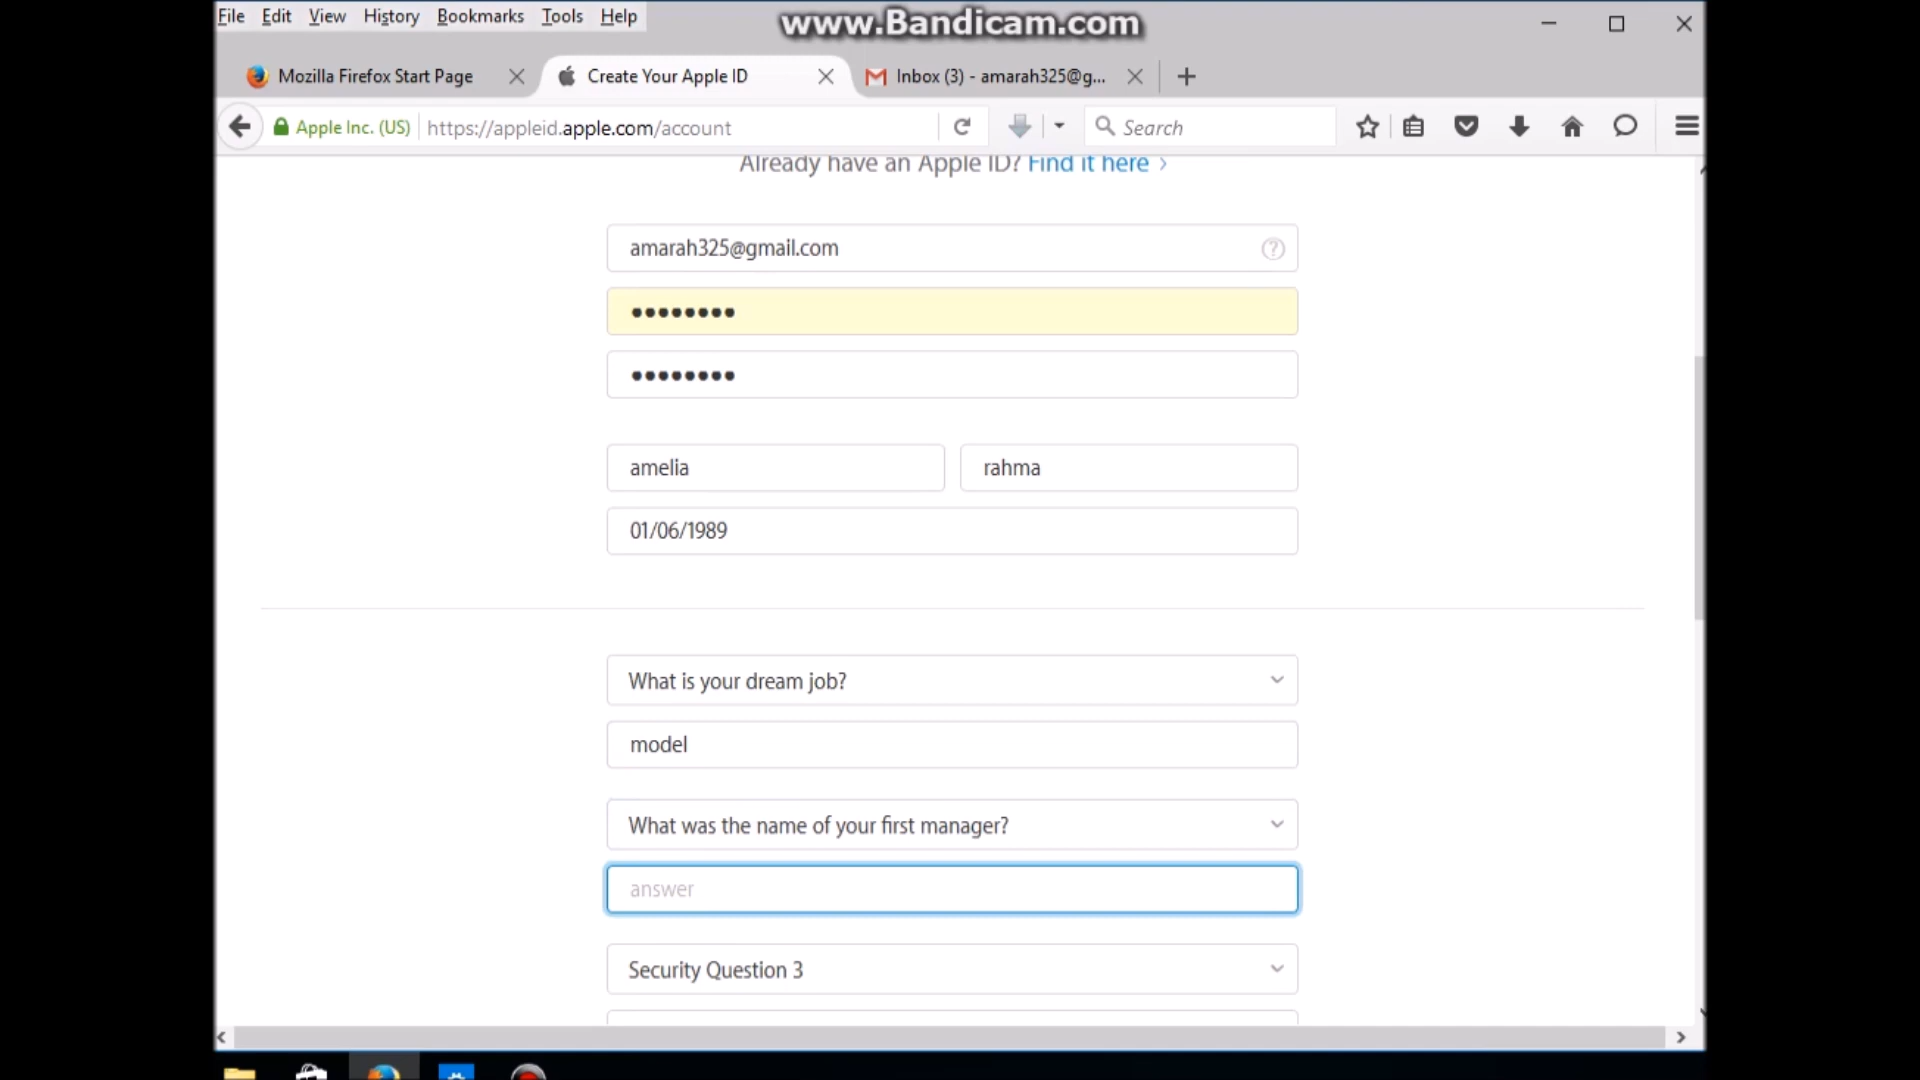 www.Bandicam.com
File Edit View History Bookmarks Tools Help
Mozilla Firefox Start Page
Create Your Apple ID
Inbox (3) - amarah325@g...
Apple Inc. (US) https://appleid.apple.com/account
Search
Already have an Apple ID? Find it here
amarah325@gmail.com
amelia
rahma
01/06/1989
What is your dream job?
model
What was the name of your first manager?
answer
Security Question 3